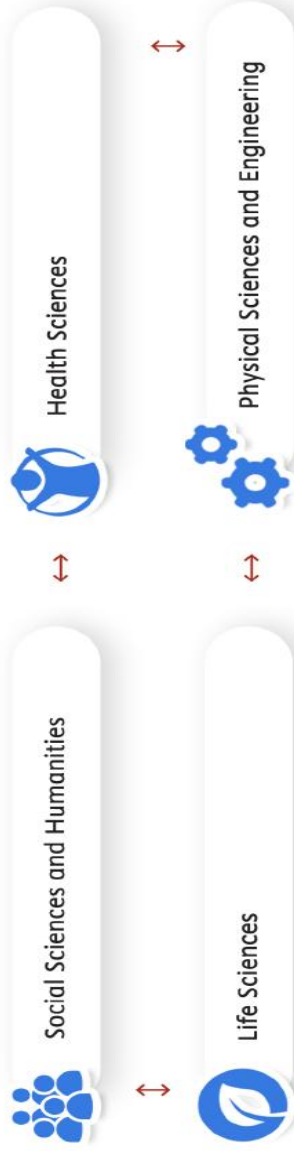 Social Sciences and Humanities
Health Sciences
Life Sciences
Physical Sciences and Engineering